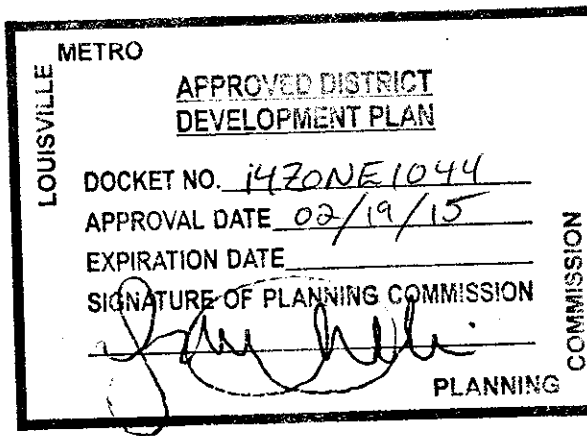 LOUISVILLE
METRO
APPROVED DISTRICT
DEVELOPMENT PLAN
DOCKET NO. 14ZONE1044
APPROVAL DATE 02/19/15
EXPIRATION DATE
SIGNATURE OF PLANNING COMMISSION
PLANNING
COMMISSION